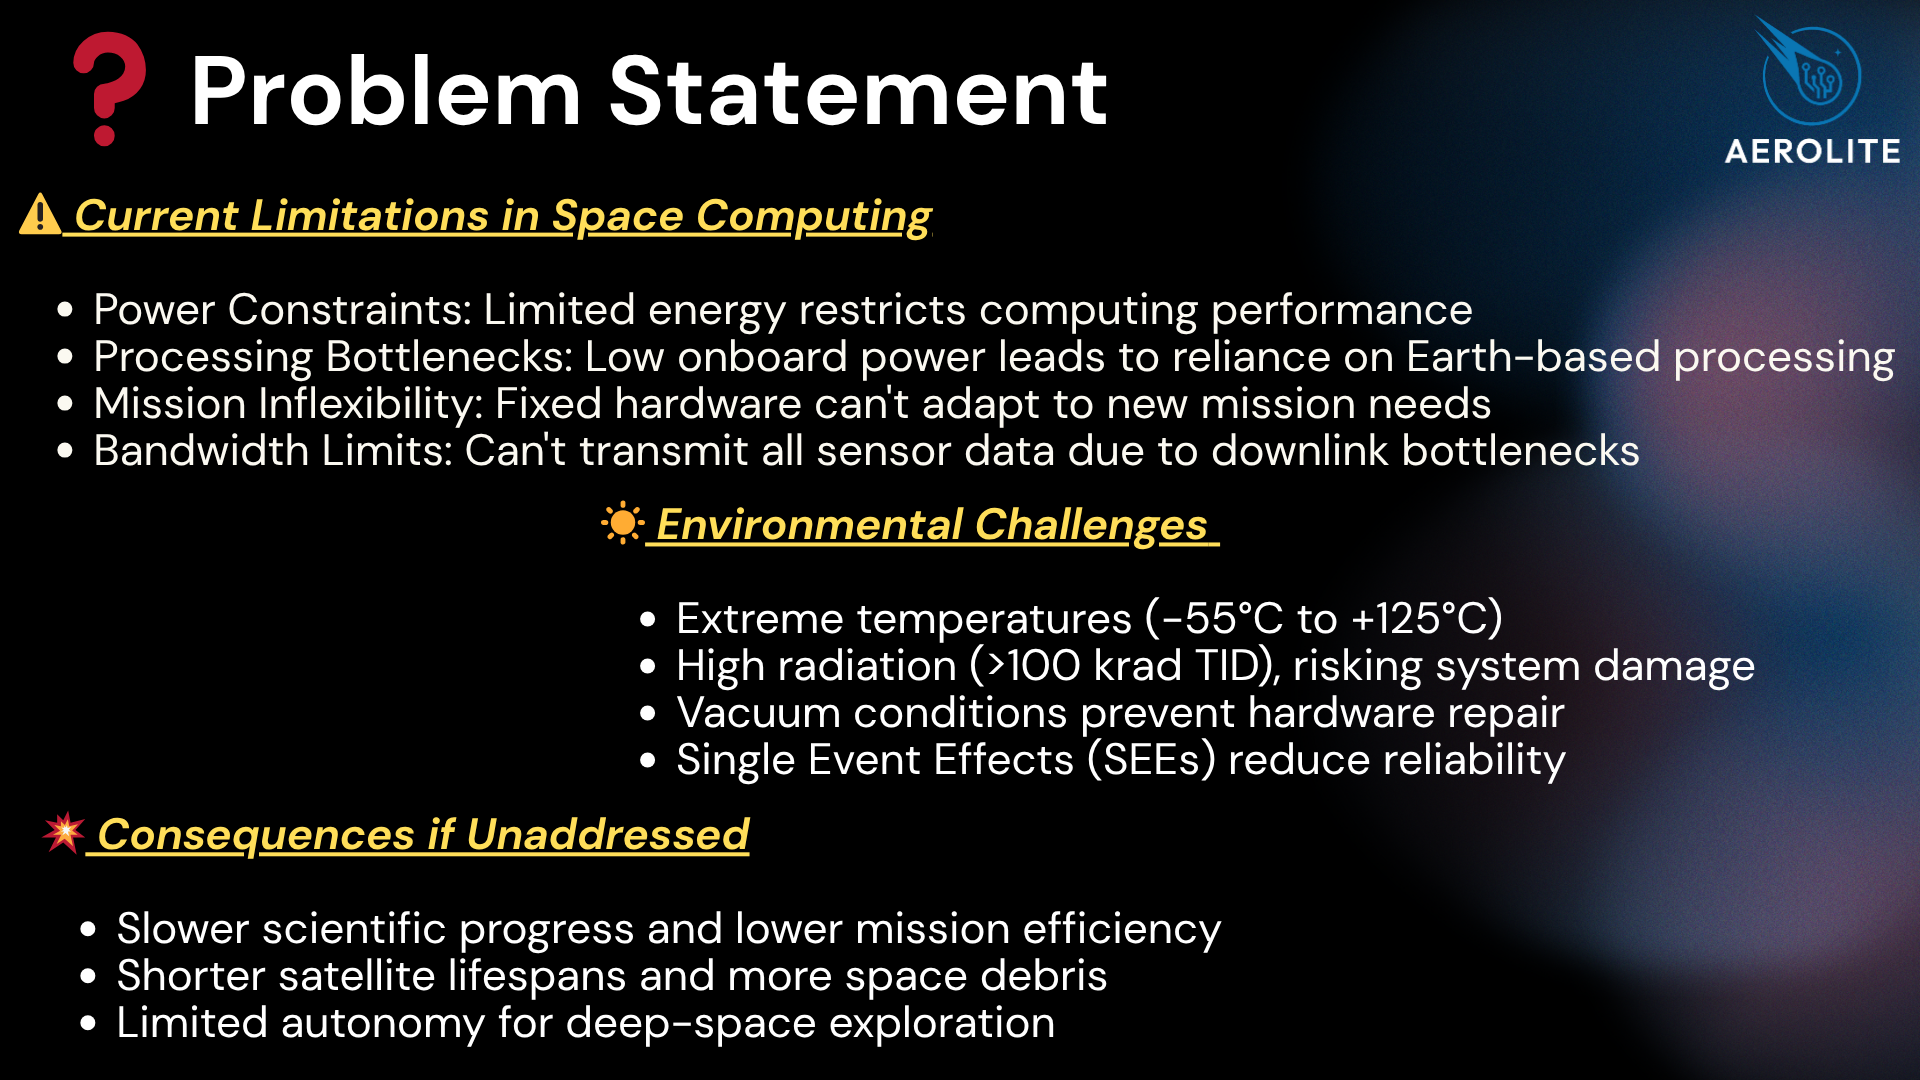 Problem Statement
AEROLITE
Current Limitations in Space Computing
Power Constraints: Limited energy restricts computing performance
Processing Bottlenecks: Low onboard power leads to reliance on Earth-based processing
Mission Inflexibility: Fixed hardware can't adapt to new mission needs
Bandwidth Limits: Can't transmit all sensor data due to downlink bottlenecks
Environmental Challenges
Extreme temperatures (-55°C to +125°C)
High radiation (>100 krad TID), risking system damage
Vacuum conditions prevent hardware repair
Single Event Effects (SEEs) reduce reliability
Consequences if Unaddressed
Slower scientific progress and lower mission efficiency
Shorter satellite lifespans and more space debris
Limited autonomy for deep-space exploration